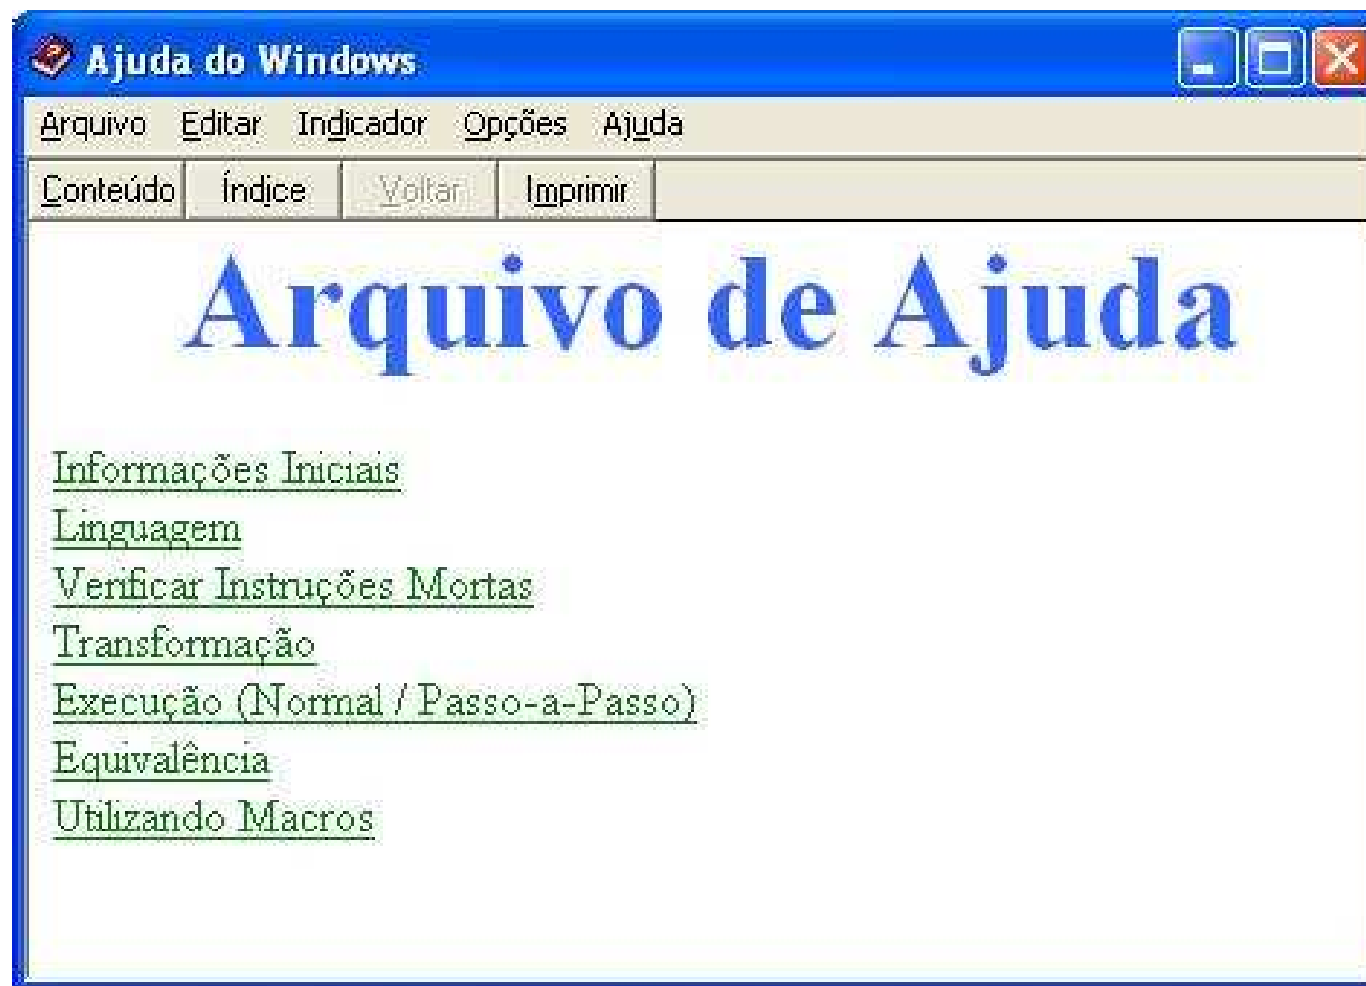 Ajuda do Windows
Arquivo Editar Indicador Opções Ajuda
Conteúdo Índice Voltar Imprimir
Arquivo de Ajuda
Informações Iniciais
Linguagem
Verificar Instruções Mortas
Transformação
Execução (Normal / Passo-a-Passo)
Equivalência
Utilizando Macros